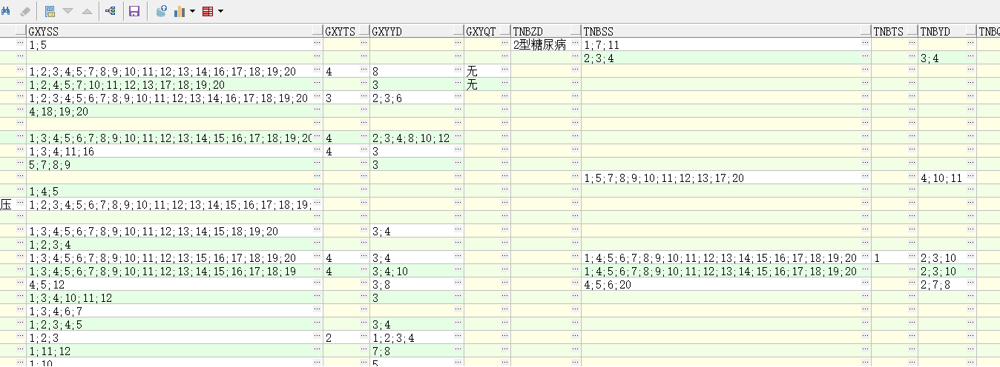 GXYSS GXYTS GXYYD GXYQT TNBZD TNBSS TNBTS TNBYD TNBQ
1;5 2型糖尿病 1;7;11
2;3;4 3;4
1;2;3;4;5;7;8;9;10;11;12;13;14;16;17;18;19;20 4 8 无
1;2;4;5;7;10;11;12;13;17;18;19;20 3 无
1;2;3;4;5;6;7;8;9;10;11;12;13;14;16;17;18;19;20 3 2;3;6
4;18;19;20
1;3;4;5;6;7;8;9;10;11;12;13;14;15;16;17;18;19;20 4 2;3;4;8;10;12
1;3;4;11;16 4 3
5;7;8;9 3
1;5;7;8;9;10;11;12;13;17;20 4;10;11
1;4;5
压 1;2;3;4;5;6;7;8;9;10;11;12;13;14;15;16;17;18;19;
1;3;4;5;6;7;8;9;10;11;12;13;14;15;18;19;20 3;4
1;2;3;4
1;3;4;5;6;7;8;9;10;11;12;13;15;16;17;18;19;20 4 3;4 1;4;5;6;7;8;9;10;11;12;13;14;15;16;17;18;19;20 1 2;3;10
1;3;4;5;6;7;8;9;10;11;12;13;14;15;16;17;18;19 4 3;4;10 1;4;5;6;7;8;9;10;11;12;13;14;15;16;17;18;19;20 2;3;10
4;5;12 3;8 4;5;6;20 2;7;8
1;3;4;10;11;12 3
1;3;4;6;7
1;2;3;4;5 3;4
1;2;3 2 1;2;3;4
1;11;12 7;8
1;10 5